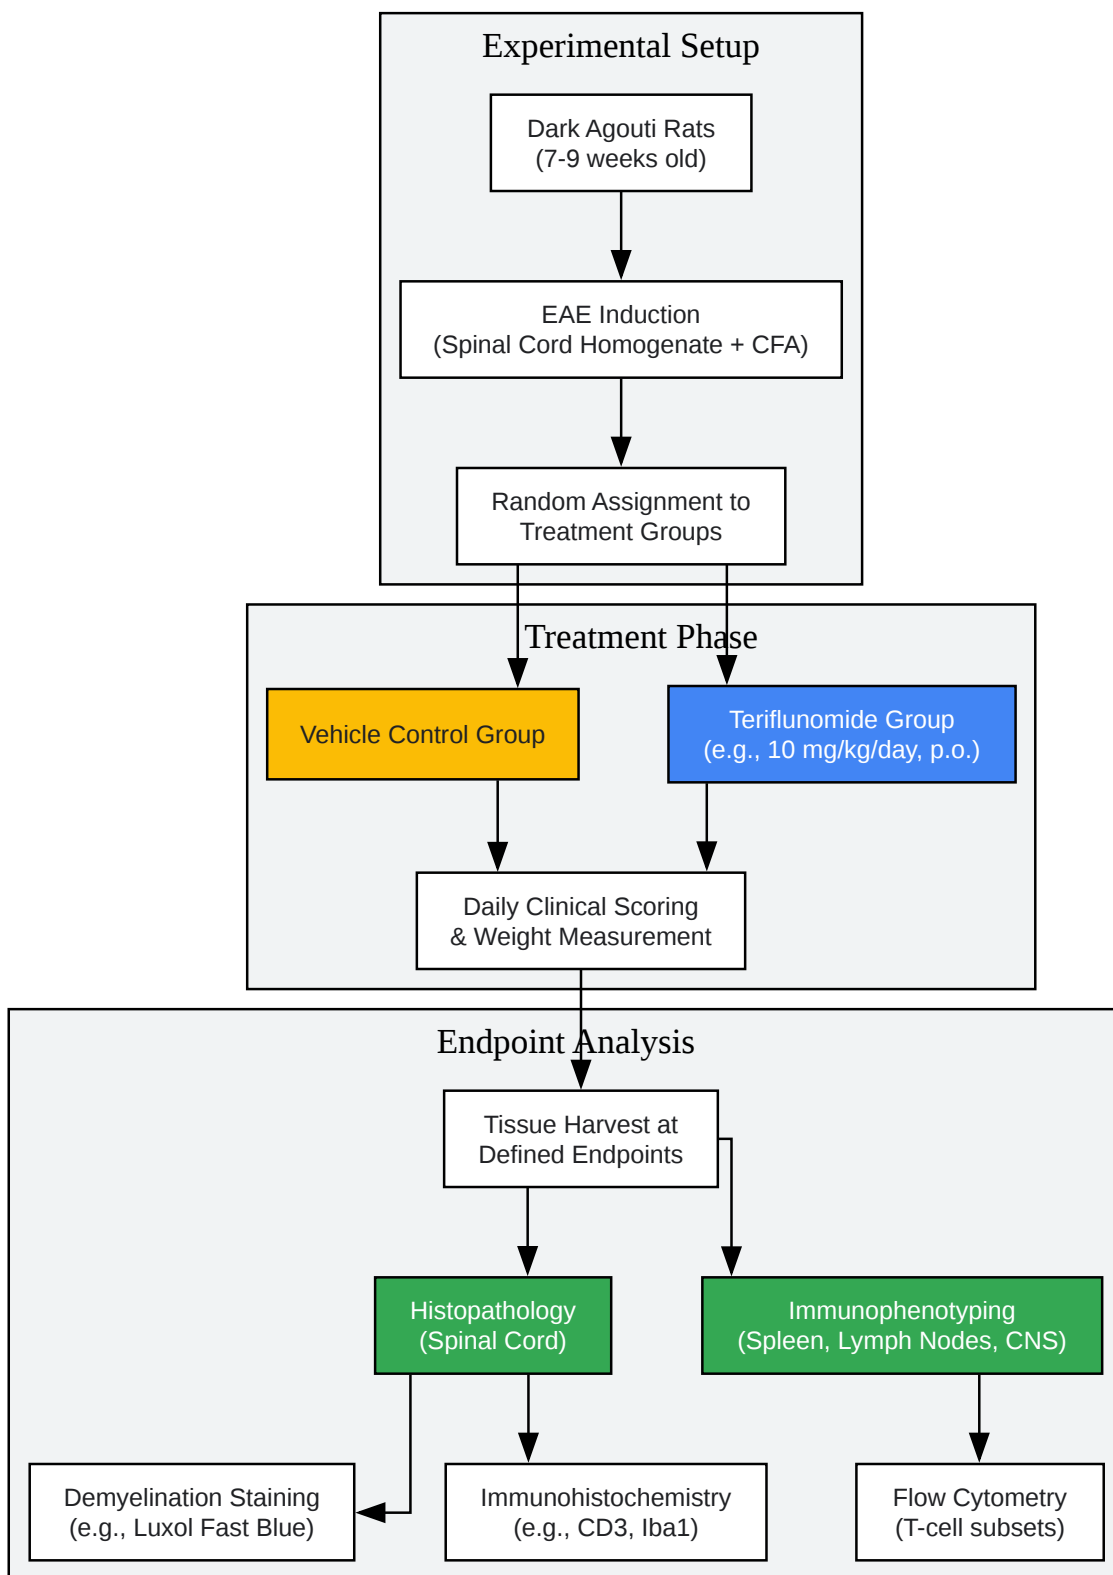 Experimental Setup
Dark Agouti Rats
(7-9 weeks old)
EAE Induction
(Spinal Cord Homogenate + CFA)
Random Assignment to
Treatment Groups
Treatment Phase
Vehicle Control Group
Teriflunomide Group
(e.g., 10 mg/kg/day, p.o.)
Daily Clinical Scoring
& Weight Measurement
Endpoint Analysis
Tissue Harvest at
Defined Endpoints
Histopathology
(Spinal Cord)
Immunophenotyping
(Spleen, Lymph Nodes, CNS)
Demyelination Staining
(e.g., Luxol Fast Blue)
Immunohistochemistry
(e.g., CD3, Iba1)
Flow Cytometry
(T-cell subsets)